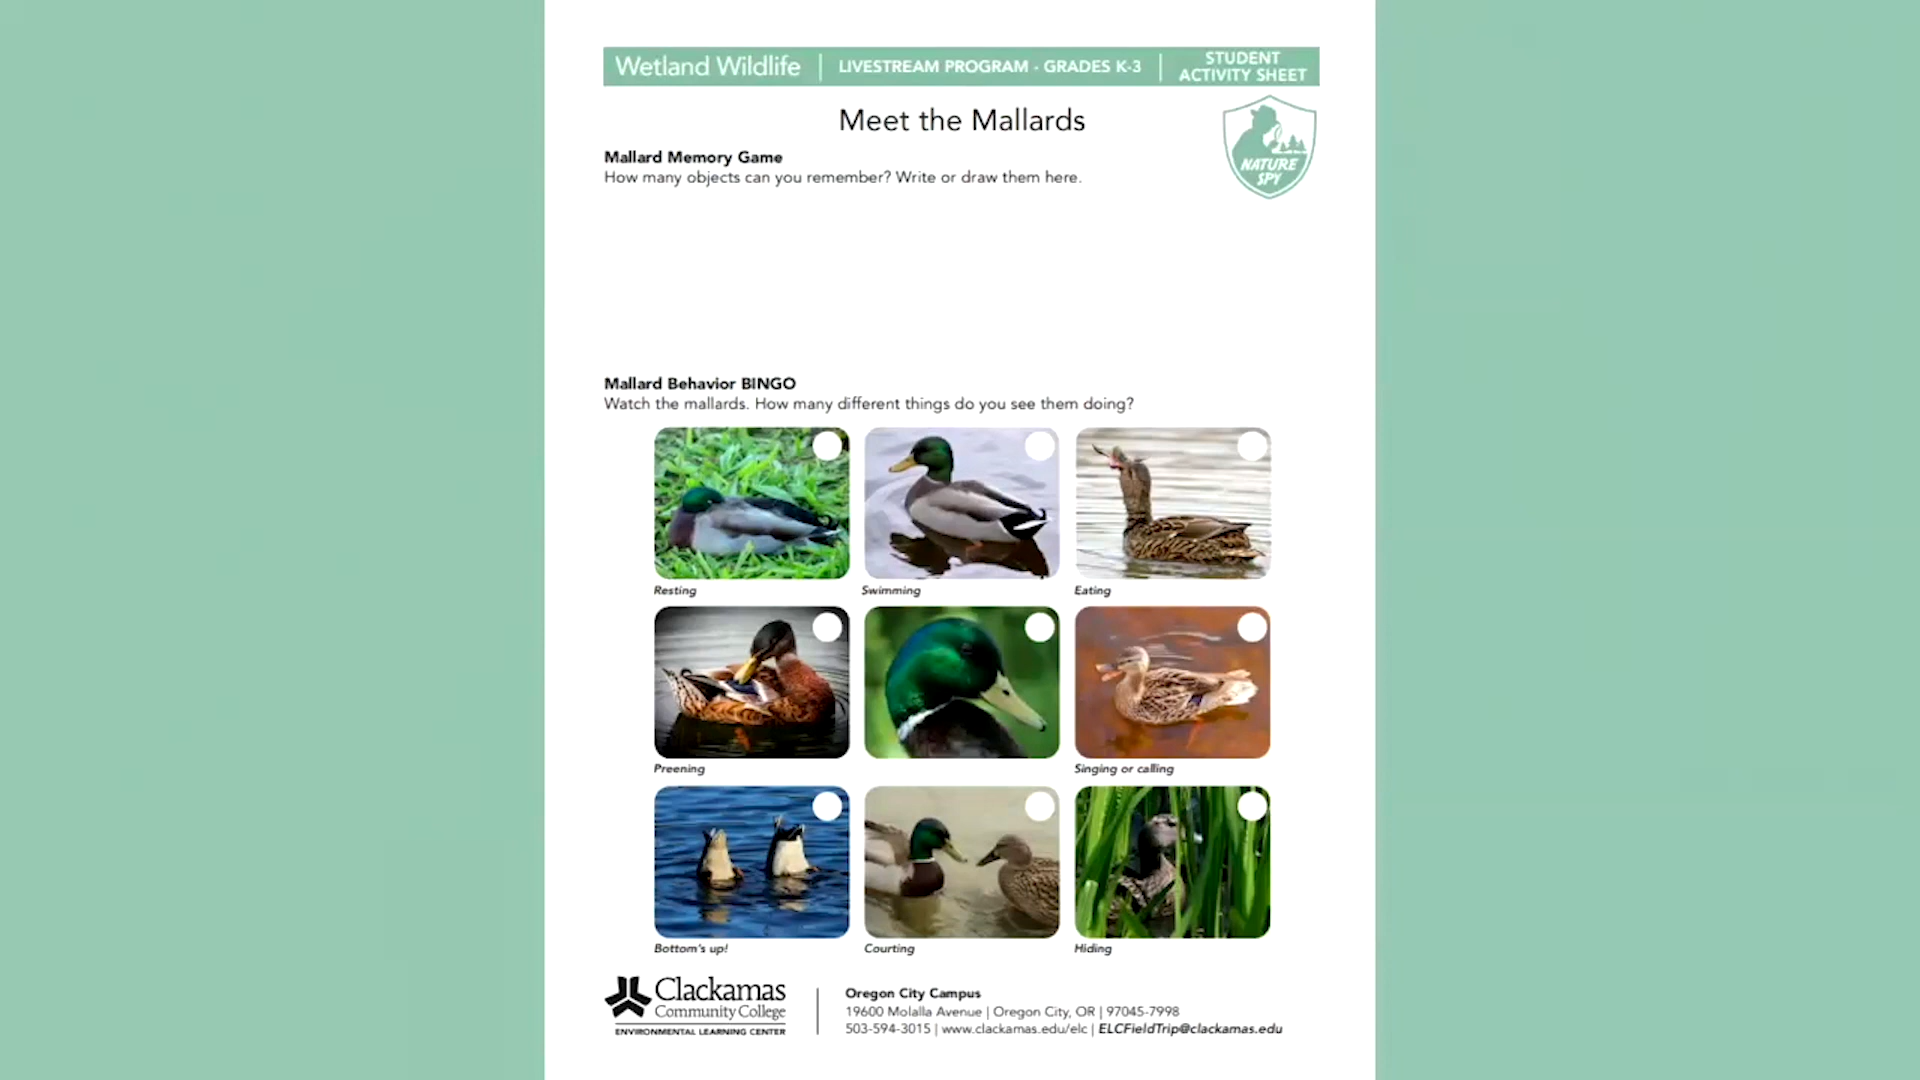 Wetland Wildlife | LIVESTREAM PROGRAM - GRADES K-3 | STUDENT
ACTIVITY SHEET
Meet the Mallards
NATURE
SPY
Mallard Memory Game
How many objects can you remember? Write or draw them here.
Mallard Behavior BINGO
Watch the mallards. How many different things do you see them doing?
Resting
Swimming
Eating
Preening
Singing or calling
Bottom's up!
Courting
Hiding
Clackamas
Community College
ENVIRONMENTAL LEARNING CENTER
Oregon City Campus
19600 Molalla Avenue | Oregon City, OR | 97045-7998
503-594-3015 | www.clackamas.edu/elc | ELCFieldTrip@clackamas.edu